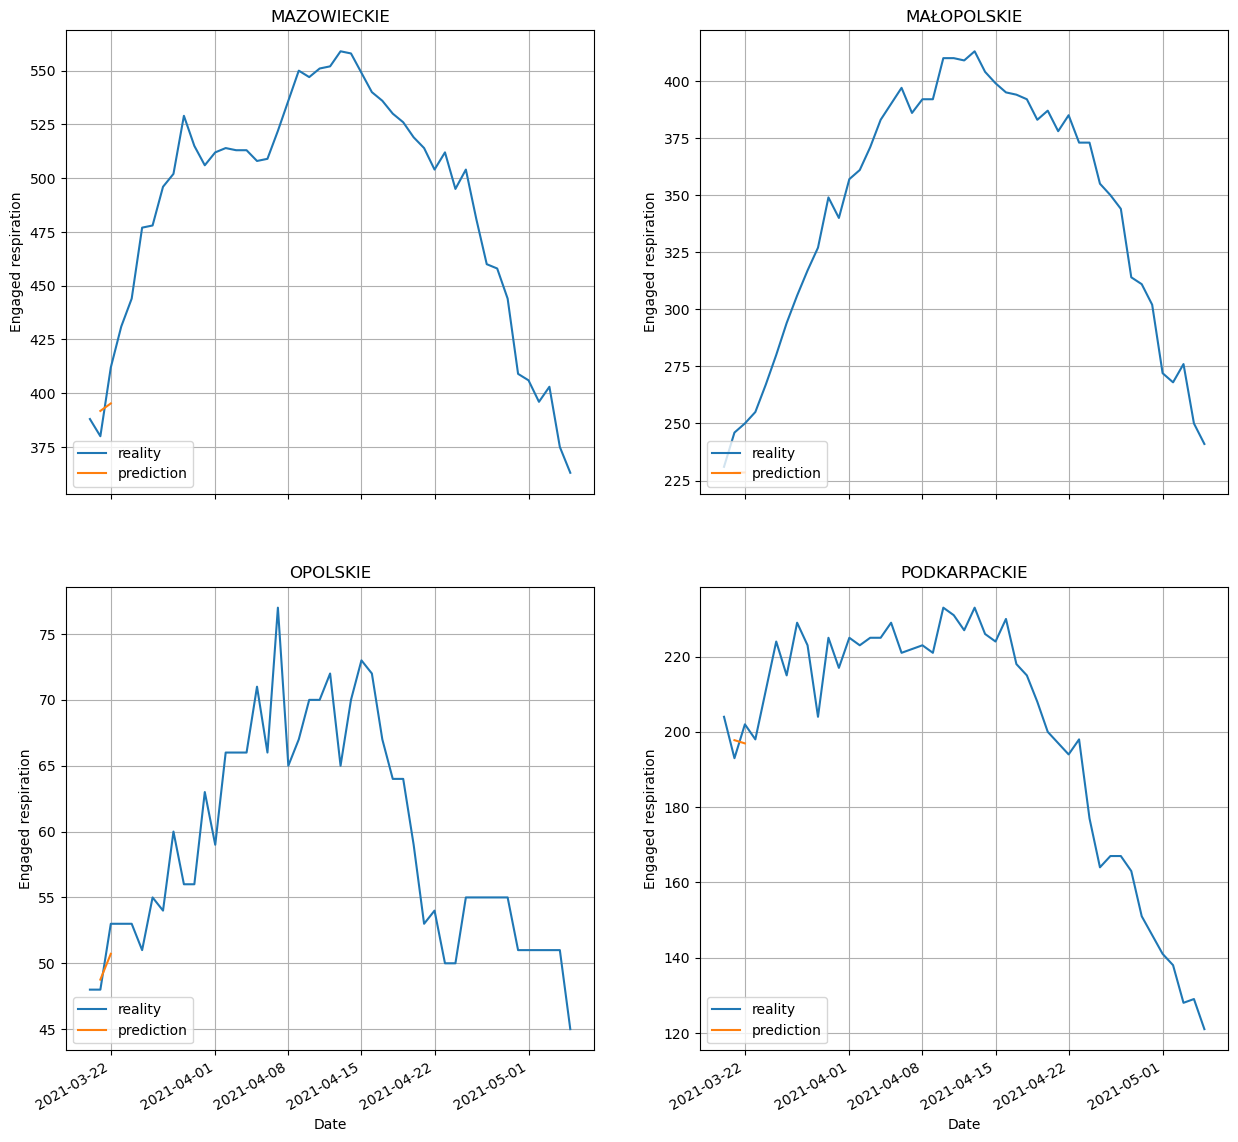 MAZOWIECKIE
Engaged respiration
550
525
500
475
450
425
400
375
reality
prediction
MAŁOPOLSKIE
Engaged respiration
400
375
350
325
300
275
250
225
reality
prediction
OPOLSKIE
Engaged respiration
75
70
65
60
55
50
45
reality
prediction
2021-03-22
2021-04-01
2021-04-08
2021-04-15
2021-04-22
2021-05-01
Date
PODKARPACKIE
Engaged respiration
220
200
180
160
140
120
reality
prediction
2021-03-22
2021-04-01
2021-04-08
2021-04-15
2021-04-22
2021-05-01
Date